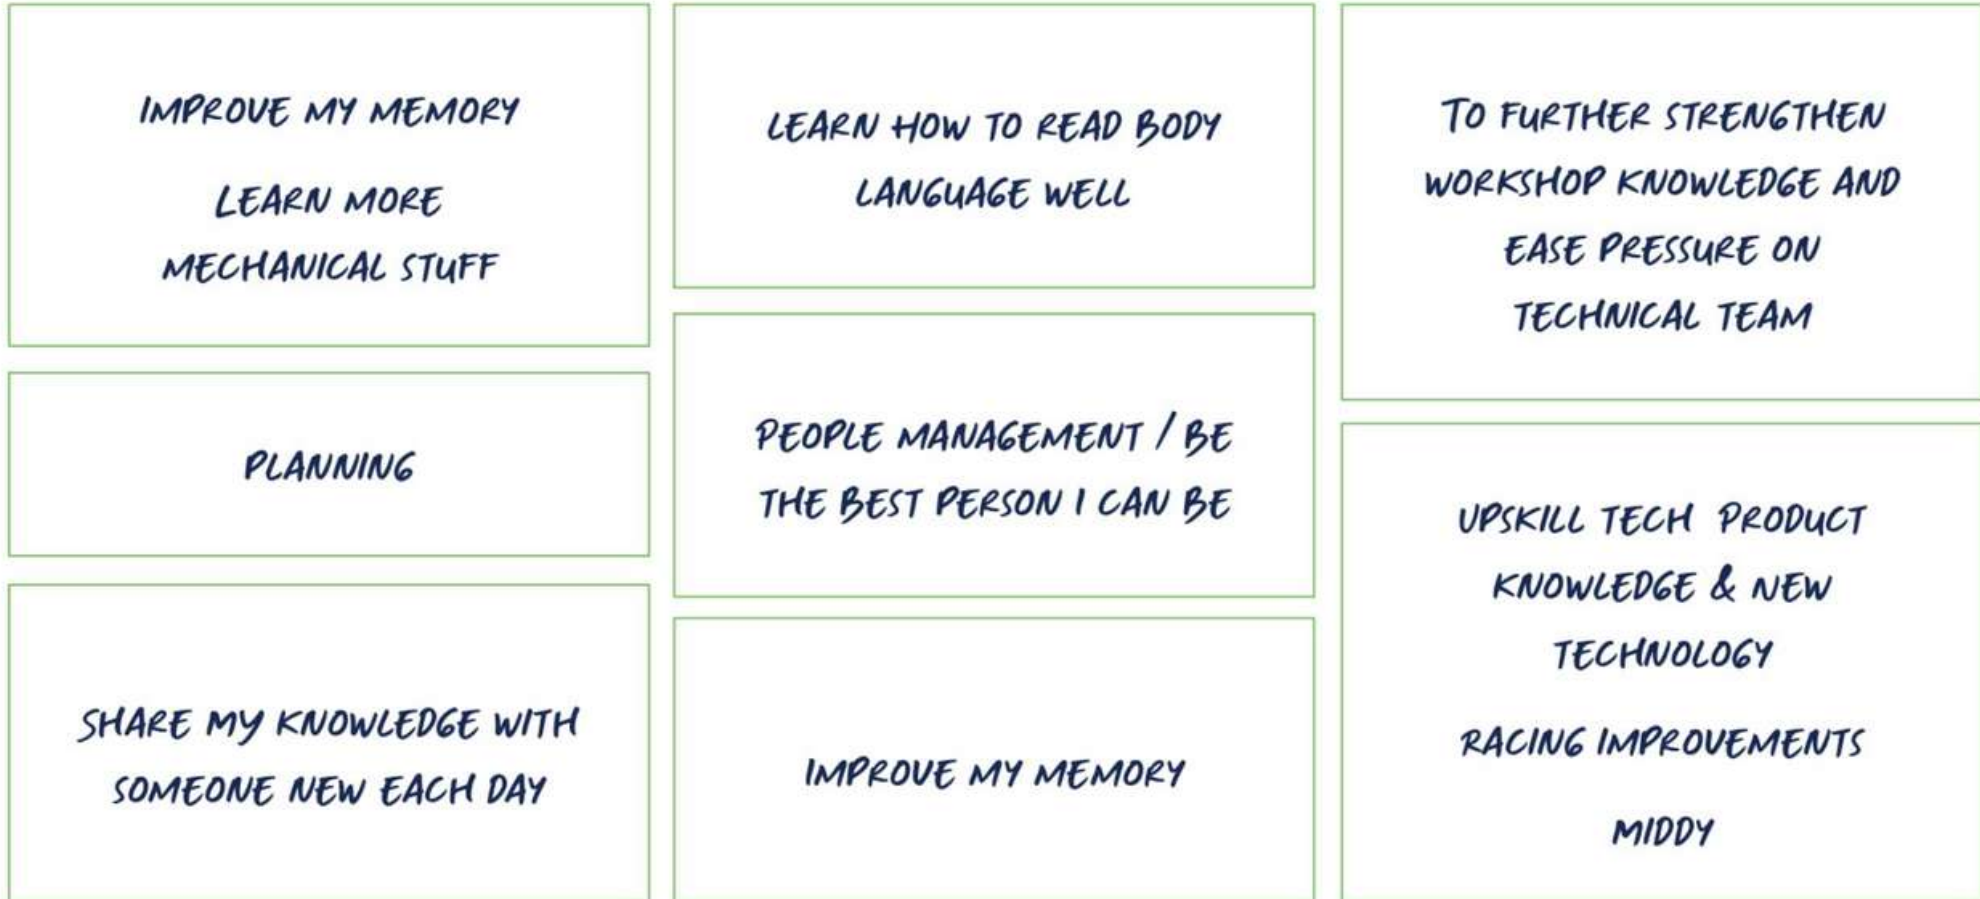 IMPROVE MY MEMORY
LEARN MORE
MECHANICAL STUFF
PLANNING
SHARE MY KNOWLEDGE WITH
SOMEONE NEW EACH DAY
LEARN HOW TO READ BODY
LANGUAGE WELL
PEOPLE MANAGEMENT / BE
THE BEST PERSON I CAN BE
IMPROVE MY MEMORY
TO FURTHER STRENGTHEN
WORKSHOP KNOWLEDGE AND
EASE PRESSURE ON
TECHNICAL TEAM
UPSKILL TECH PRODUCT
KNOWLEDGE & NEW
TECHNOLOGY
RACING IMPROVEMENTS
MIDDY